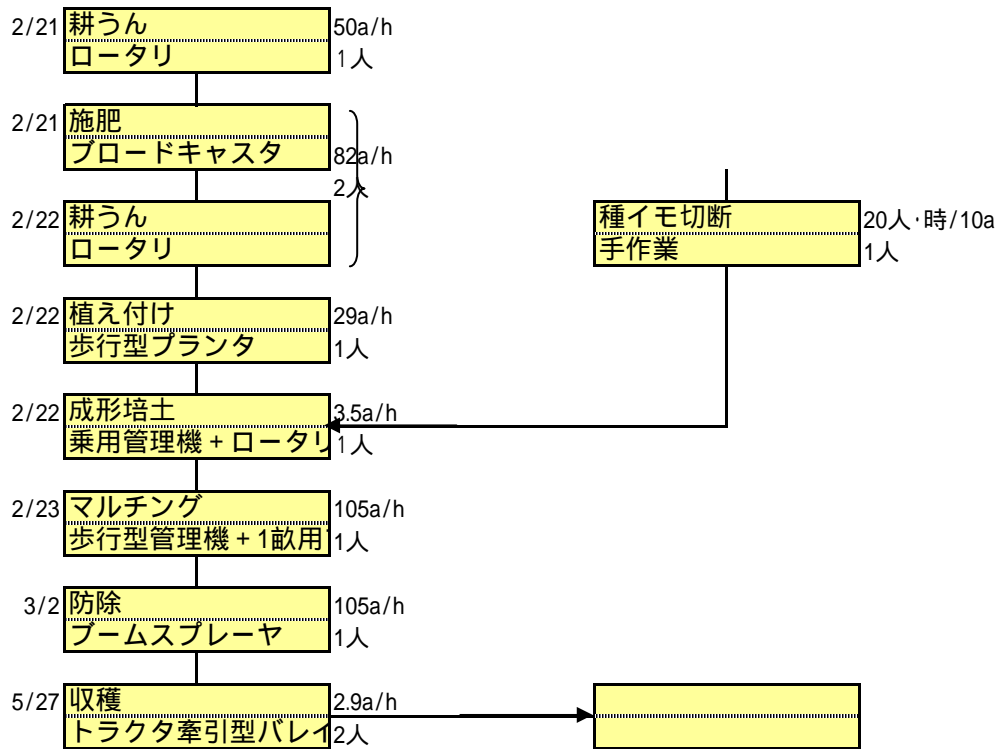 2/21 耕うん 50a/h
ロータリ 1人
2/21 施肥
ブロードキャスタ 82a/h
2人
2/22 耕うん
ロータリ
種イモ切断 20人・時/10a
手作業 1人
2/22 植え付け 29a/h
歩行型プランタ 1人
2/22 成形培土 3.5a/h
乗用管理機+ロータリ 1人
2/23 マルチング 105a/h
歩行型管理機+1畝用 1人
3/2 防除 105a/h
ブームスプレーヤ 1人
5/27 収穫 2.9a/h
トラクタ牽引型バレイ 2人